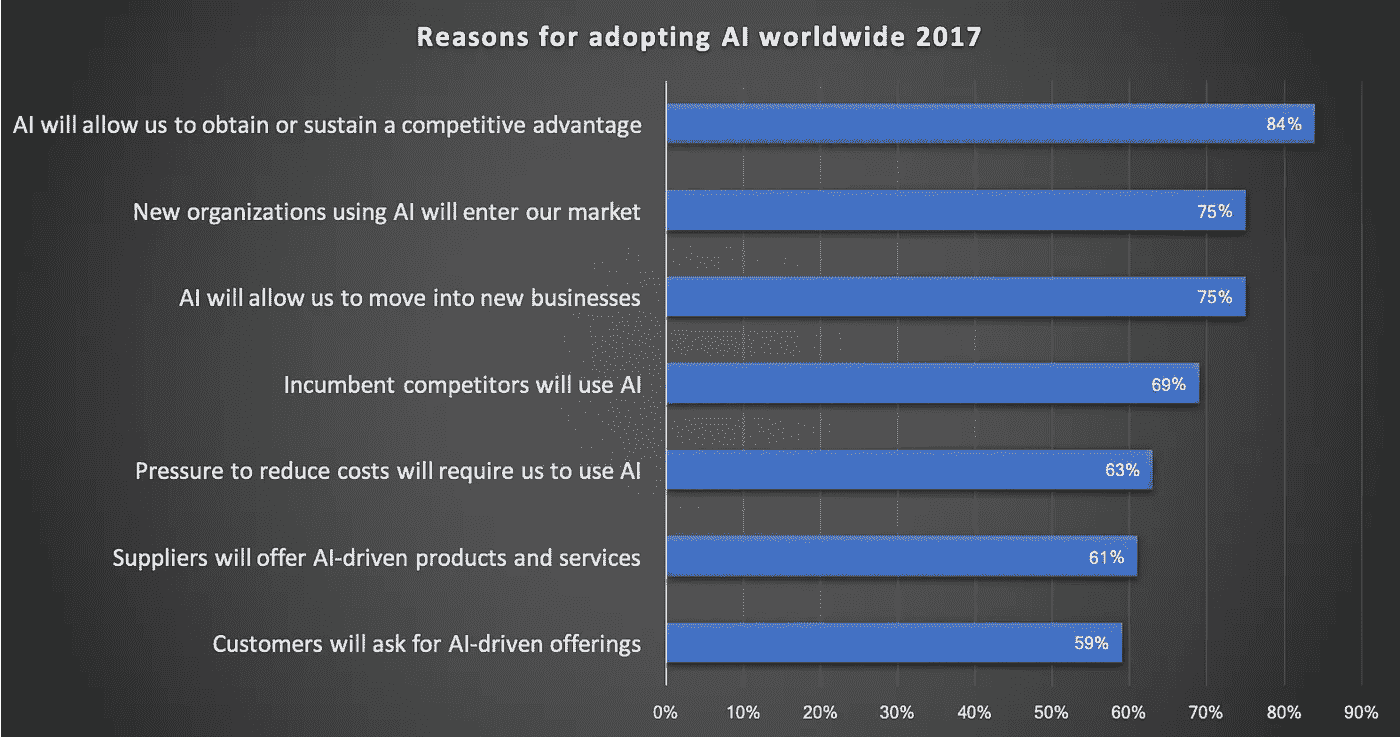 Reasons for adopting AI worldwide 2017
AI will allow us to obtain or sustain a competitive advantage 84%
New organizations using AI will enter our market 75%
AI will allow us to move into new businesses 75%
Incumbent competitors will use AI 69%
Pressure to reduce costs will require us to use AI 63%
Suppliers will offer AI-driven products and services 61%
Customers will ask for AI-driven offerings 59%
0% 10% 20% 30% 40% 50% 60% 70% 80% 90%